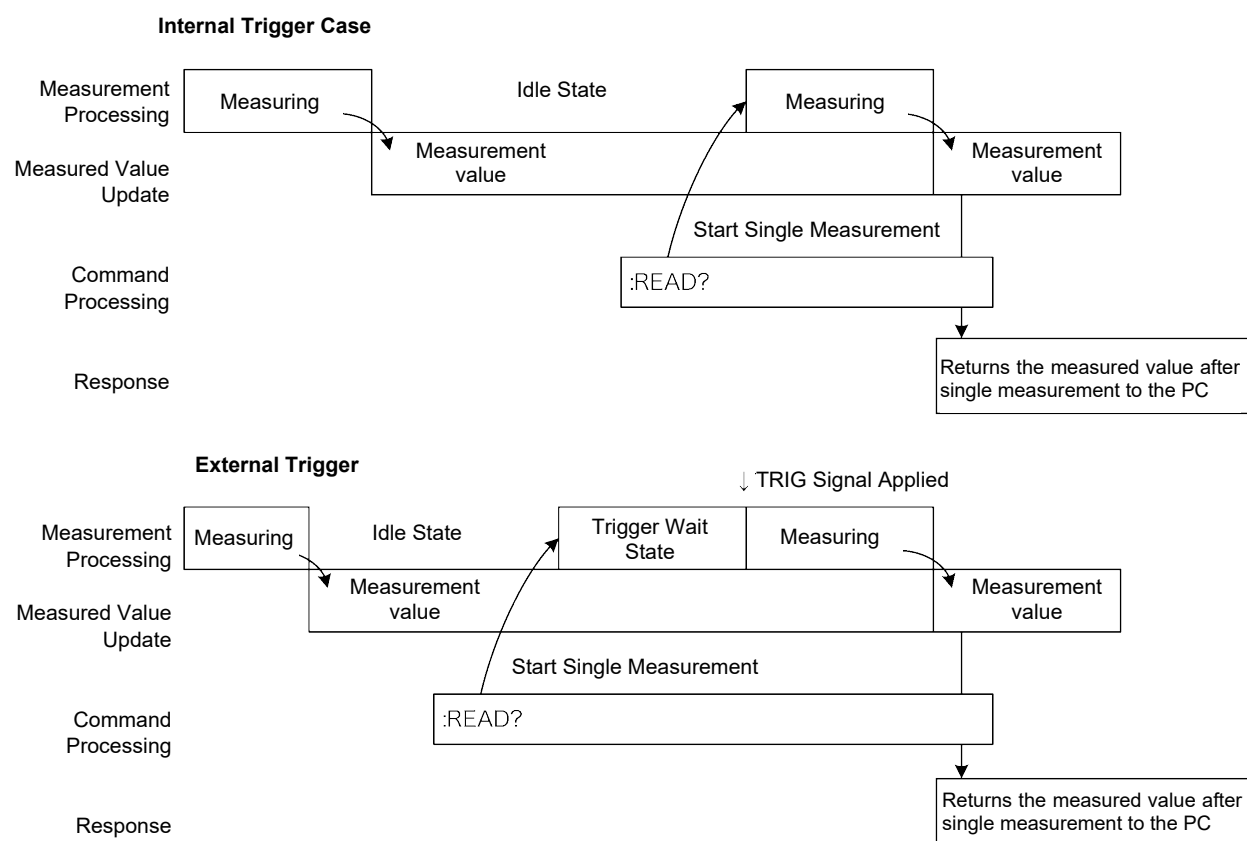 Internal Trigger Case
Measurement
Processing
Measuring
Idle State
Measuring
Measured Value
Update
Measurement
value
Measurement
value
Start Single Measurement
Command
Processing
:READ?
Response
Returns the measured value after
single measurement to the PC
External Trigger
↓ TRIG Signal Applied
Measurement
Processing
Measuring
Idle State
Trigger Wait
State
Measuring
Measured Value
Update
Measurement
value
Measurement
value
Start Single Measurement
Command
Processing
:READ?
Response
Returns the measured value after
single measurement to the PC